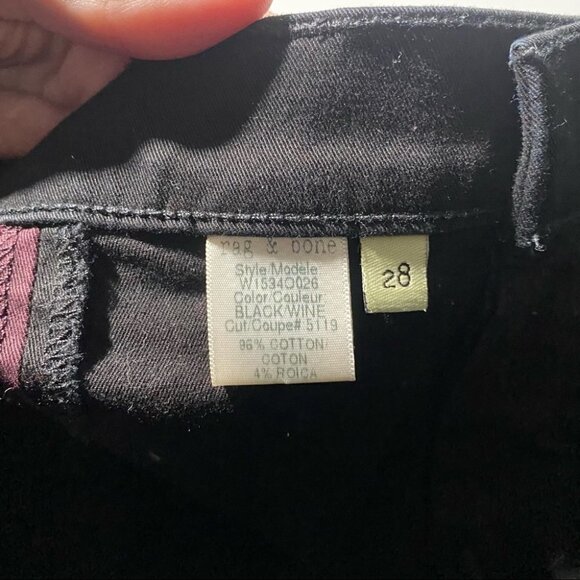 rag & bone
Style Modele
W1534O026
Color/Couleur
BLACK/WINE
Cut/Coupe# 5119
96% COTTON/
COTON
4% ROICA
28